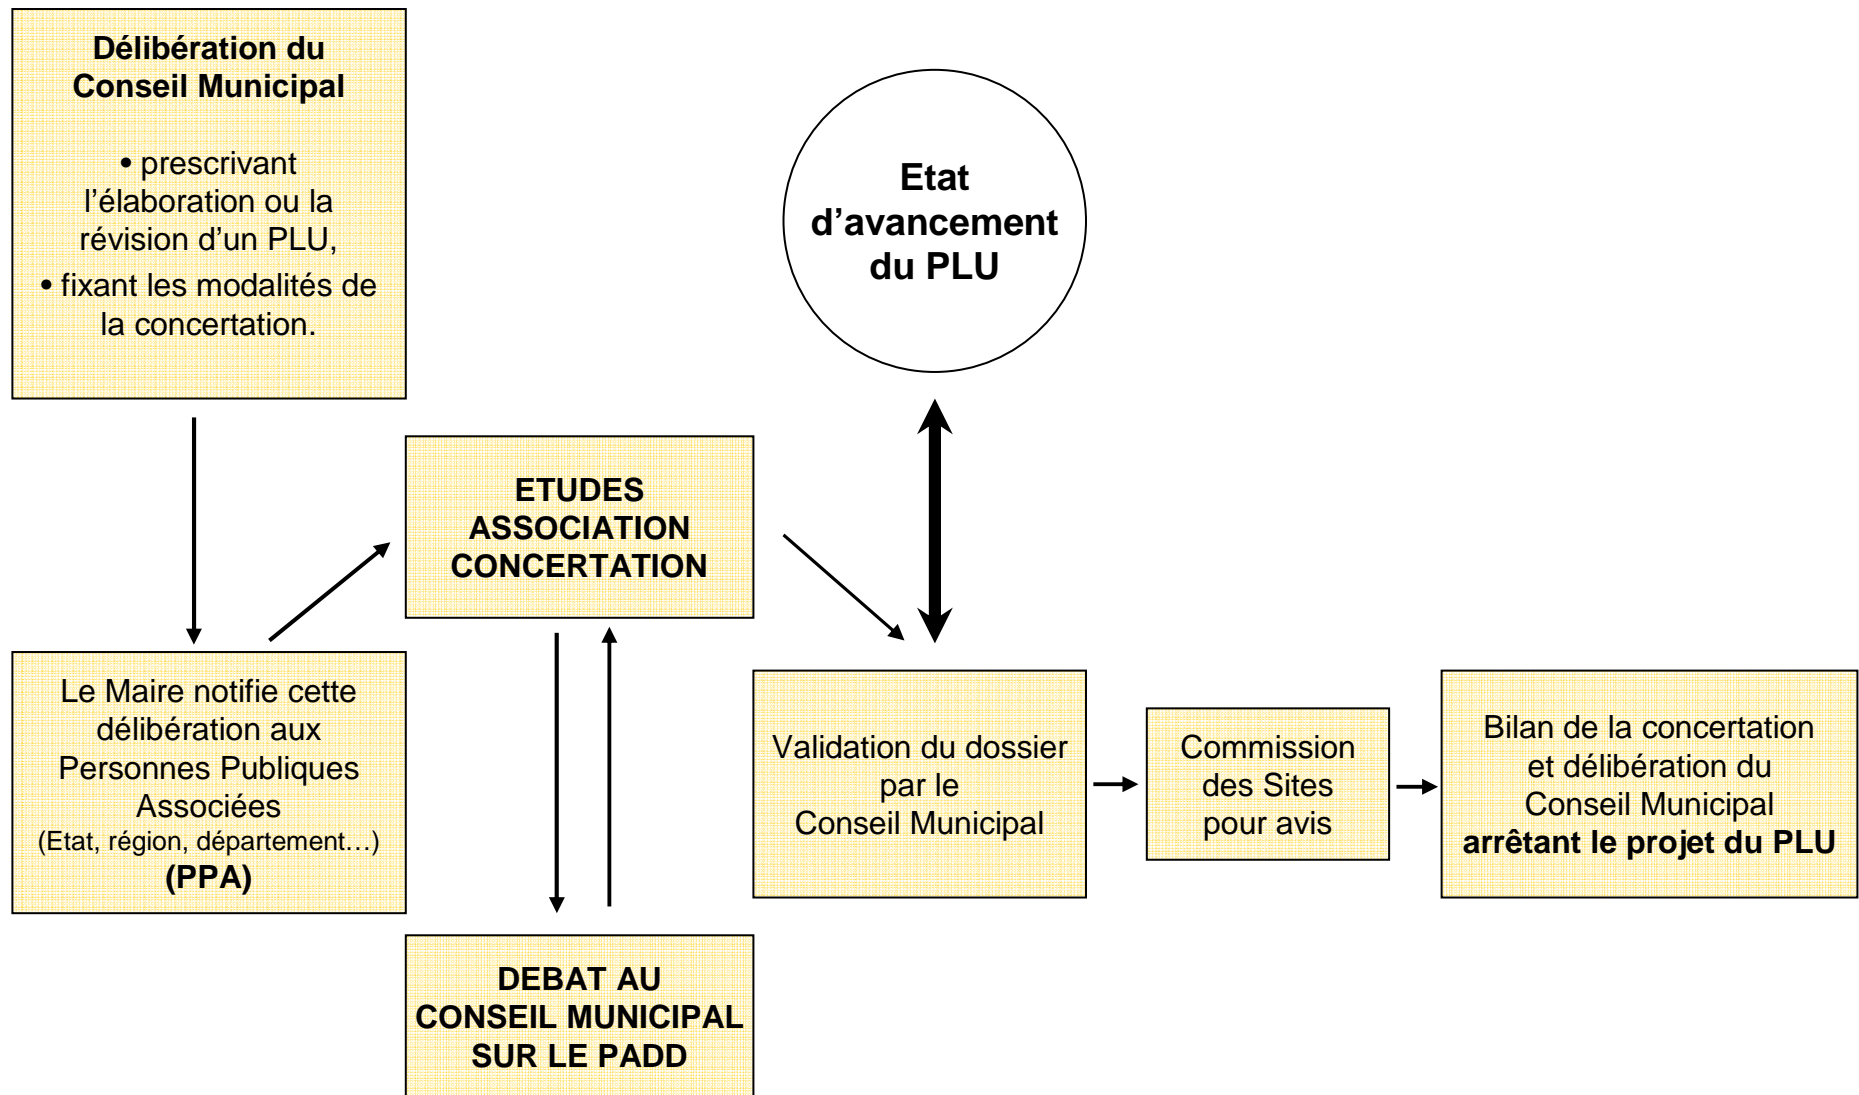 Délibération du
Conseil Municipal
• prescrivant
l’élaboration ou la
révision d’un PLU,
• fixant les modalités de
la concertation.
Etat
d’avancement
du PLU
ETUDES
ASSOCIATION
CONCERTATION
Le Maire notifie cette
délibération aux
Personnes Publiques
Associées
(Etat, région, département…)
(PPA)
DEBAT AU
CONSEIL MUNICIPAL
SUR LE PADD
Validation du dossier
par le
Conseil Municipal
Commission
des Sites
pour avis
Bilan de la concertation
et délibération du
Conseil Municipal
arrêtant le projet du PLU